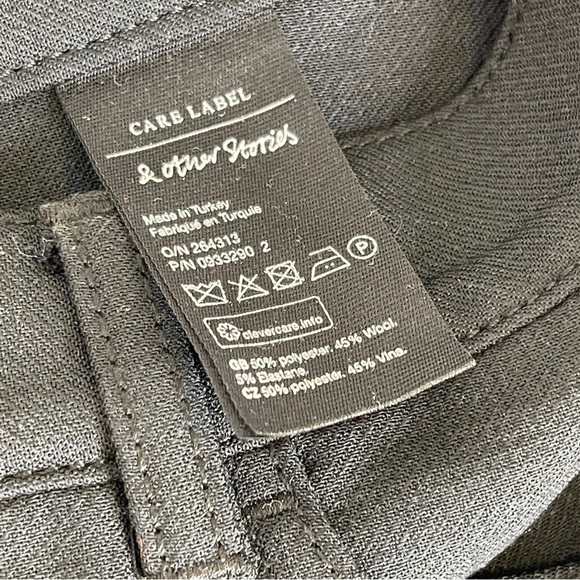 CARE LABEL
& other Stories
Made in Turkey
Fabriqué en Turquie
O/N 264313
P/N 0933290 2
P
clevercare.info
GB 50% polyester. 45% Wool.
5% Elastane.
CZ 50% polyester. 45% Vlna.